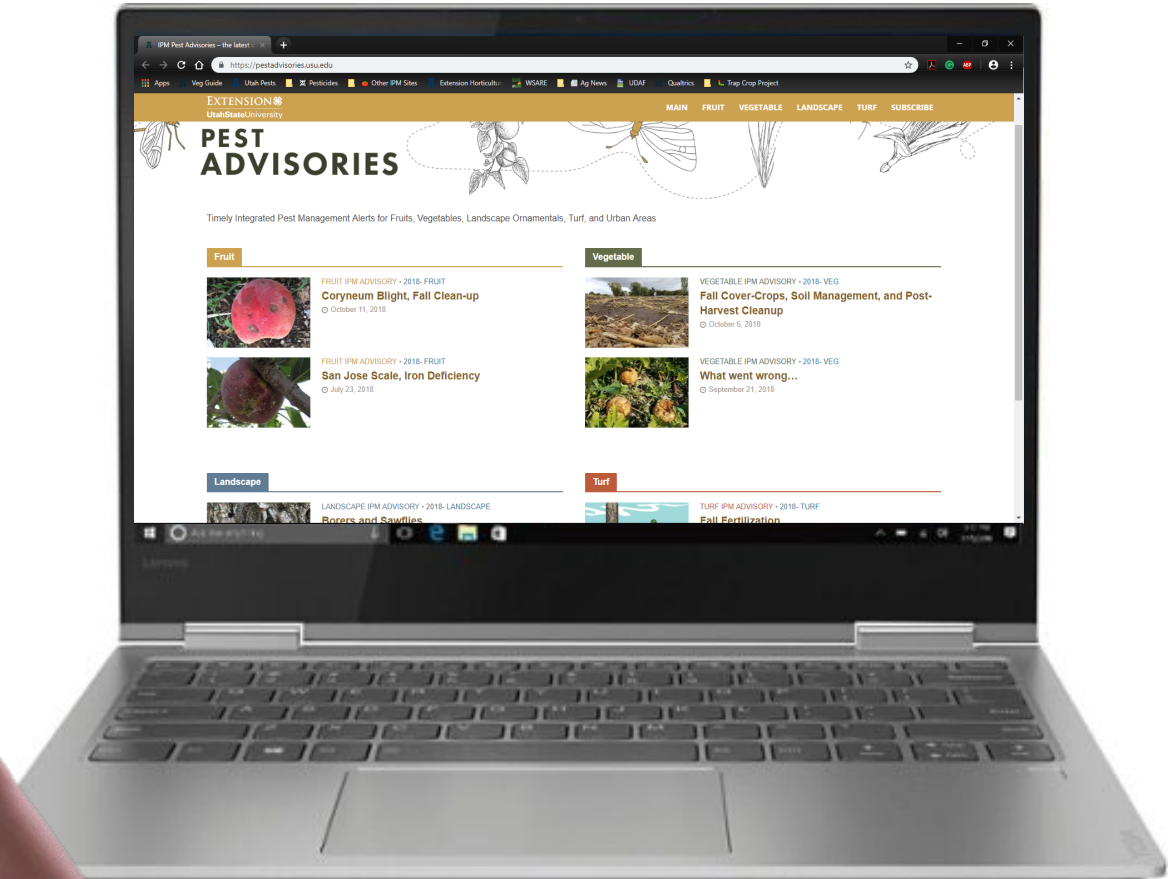 IPM Pest Advisories – the latest
https://pestadvisories.usu.edu
Apps Veg Guide Utah Pests Pesticides Other IPM Sites Extension Horticultur WSARE Ag News UDAF Qualtrics Trap Crop Project
EXTENSION
UtahStateUniversity
MAIN FRUIT VEGETABLE LANDSCAPE TURF SUBSCRIBE
PEST
ADVISORIES
Timely Integrated Pest Management Alerts for Fruits, Vegetables, Landscape Ornamentals, Turf, and Urban Areas
Fruit
FRUIT IPM ADVISORY • 2018- FRUIT
Coryneum Blight, Fall Clean-up
October 11, 2018
FRUIT IPM ADVISORY • 2018- FRUIT
San Jose Scale, Iron Deficiency
July 23, 2018
Vegetable
VEGETABLE IPM ADVISORY • 2018- VEG
Fall Cover-Crops, Soil Management, and Post-
Harvest Cleanup
October 5, 2018
VEGETABLE IPM ADVISORY • 2018- VEG
What went wrong…
September 21, 2018
Landscape
LANDSCAPE IPM ADVISORY • 2018- LANDSCAPE
Borers and Sawflies
Turf
TURF IPM ADVISORY • 2018- TURF
Fall Fertilization
Ask me anything
Lenovo